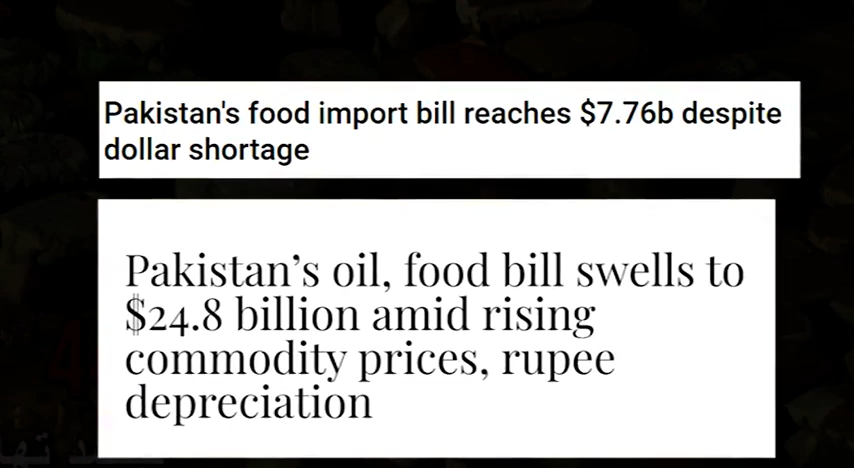 Pakistan's food import bill reaches $7.76b despite
dollar shortage
Pakistan’s oil, food bill swells to
$24.8 billion amid rising
commodity prices, rupee
depreciation